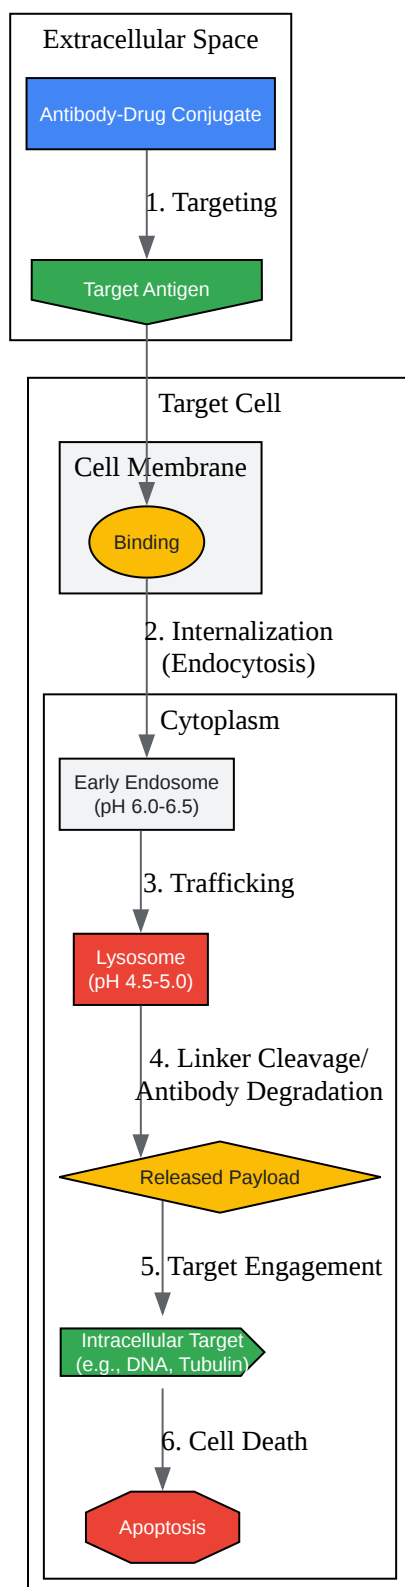 Extracellular Space
Antibody-Drug Conjugate
1. Targeting
Target Antigen
Target Cell
Cell Membrane
Binding
2. Internalization
(Endocytosis)
Cytoplasm
Early Endosome
(pH 6.0-6.5)
3. Trafficking
Lysosome
(pH 4.5-5.0)
4. Linker Cleavage/
Antibody Degradation
Released Payload
5. Target Engagement
Intracellular Target
(e.g., DNA, Tubulin)
6. Cell Death
Apoptosis